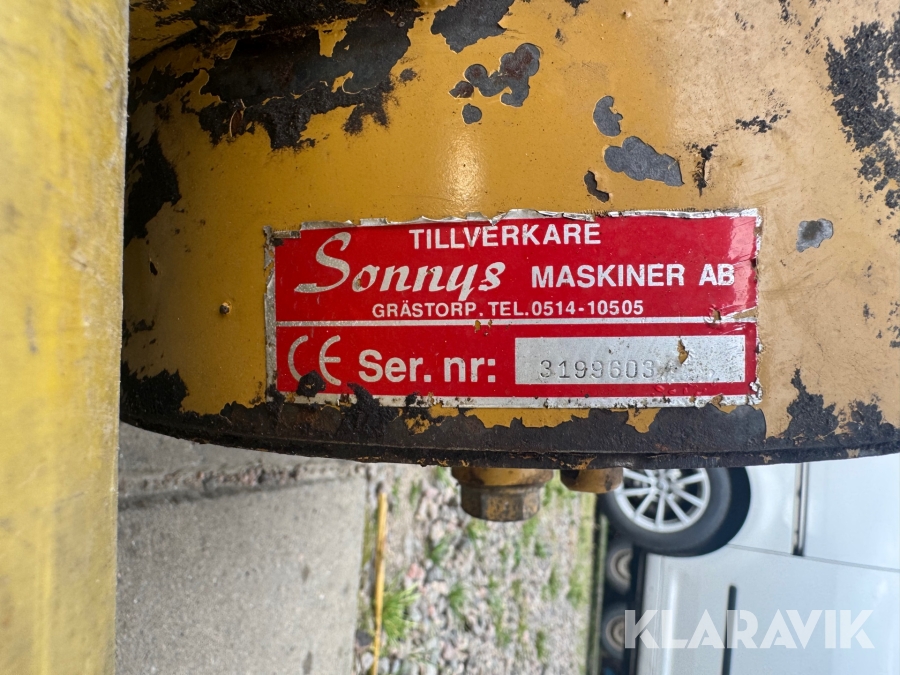 TILLVERKARE
Sonnys MASKINER AB
GRÄSTORP. TEL. 0514-10505
CE Ser. nr: 3199603
KLARAVIK